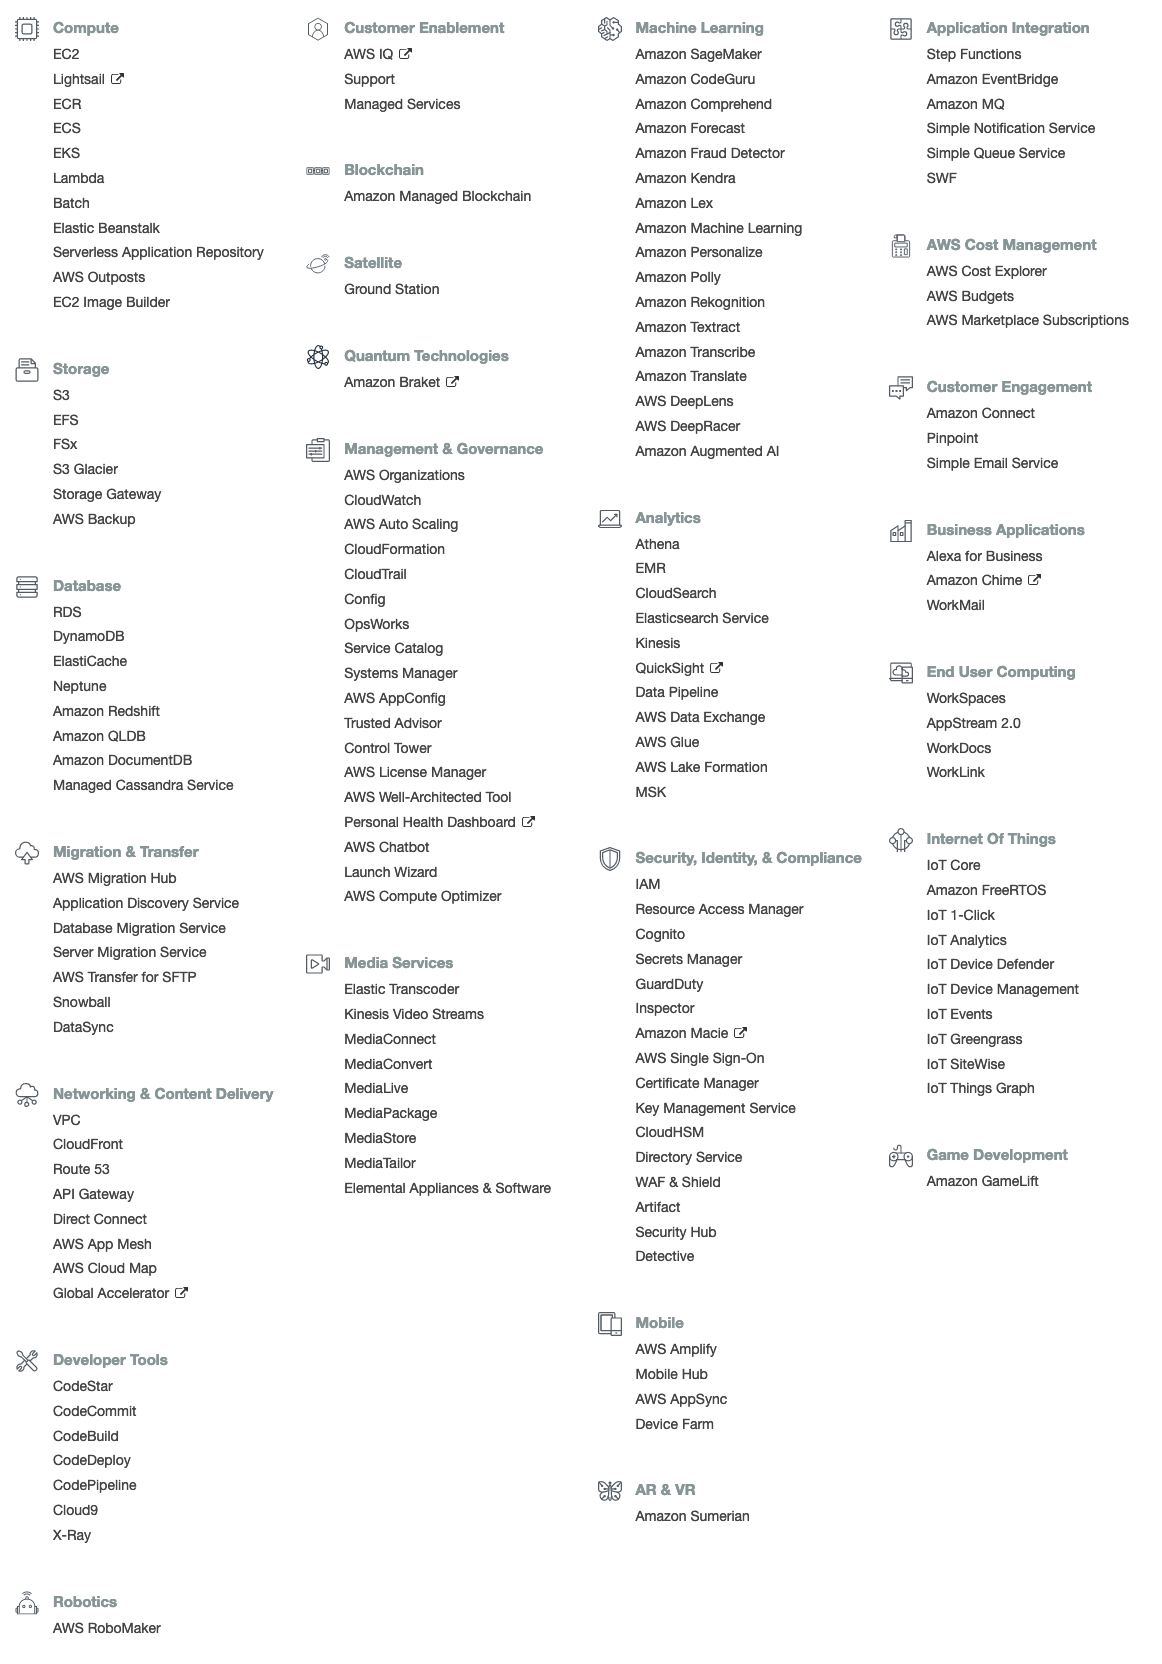 Compute
EC2
Lightsail
ECR
ECS
EKS
Lambda
Batch
Elastic Beanstalk
Serverless Application Repository
AWS Outposts
EC2 Image Builder
Storage
S3
EFS
FSx
S3 Glacier
Storage Gateway
AWS Backup
Database
RDS
DynamoDB
ElastiCache
Neptune
Amazon Redshift
Amazon QLDB
Amazon DocumentDB
Managed Cassandra Service
Migration & Transfer
AWS Migration Hub
Application Discovery Service
Database Migration Service
Server Migration Service
AWS Transfer for SFTP
Snowball
DataSync
Networking & Content Delivery
VPC
CloudFront
Route 53
API Gateway
Direct Connect
AWS App Mesh
AWS Cloud Map
Global Accelerator
Developer Tools
CodeStar
CodeCommit
CodeBuild
CodeDeploy
CodePipeline
Cloud9
X-Ray
Robotics
AWS RoboMaker
Customer Enablement
AWS IQ
Support
Managed Services
Blockchain
Amazon Managed Blockchain
Satellite
Ground Station
Quantum Technologies
Amazon Braket
Management & Governance
AWS Organizations
CloudWatch
AWS Auto Scaling
CloudFormation
CloudTrail
Config
OpsWorks
Service Catalog
Systems Manager
AWS AppConfig
Trusted Advisor
Control Tower
AWS License Manager
AWS Well-Architected Tool
Personal Health Dashboard
AWS Chatbot
Launch Wizard
AWS Compute Optimizer
Media Services
Elastic Transcoder
Kinesis Video Streams
MediaConnect
MediaConvert
MediaLive
MediaPackage
MediaStore
MediaTailor
Elemental Appliances & Software
Machine Learning
Amazon SageMaker
Amazon CodeGuru
Amazon Comprehend
Amazon Forecast
Amazon Fraud Detector
Amazon Kendra
Amazon Lex
Amazon Machine Learning
Amazon Personalize
Amazon Polly
Amazon Rekognition
Amazon Textract
Amazon Transcribe
Amazon Translate
AWS DeepLens
AWS DeepRacer
Amazon Augmented AI
Analytics
Athena
EMR
CloudSearch
Elasticsearch Service
Kinesis
QuickSight
Data Pipeline
AWS Data Exchange
AWS Glue
AWS Lake Formation
MSK
Security, Identity, & Compliance
IAM
Resource Access Manager
Cognito
Secrets Manager
GuardDuty
Inspector
Amazon Macie
AWS Single Sign-On
Certificate Manager
Key Management Service
CloudHSM
Directory Service
WAF & Shield
Artifact
Security Hub
Detective
Mobile
AWS Amplify
Mobile Hub
AWS AppSync
Device Farm
AR & VR
Amazon Sumerian
Application Integration
Step Functions
Amazon EventBridge
Amazon MQ
Simple Notification Service
Simple Queue Service
SWF
AWS Cost Management
AWS Cost Explorer
AWS Budgets
AWS Marketplace Subscriptions
Customer Engagement
Amazon Connect
Pinpoint
Simple Email Service
Business Applications
Alexa for Business
Amazon Chime
WorkMail
End User Computing
WorkSpaces
AppStream 2.0
WorkDocs
WorkLink
Internet Of Things
IoT Core
Amazon FreeRTOS
IoT 1-Click
IoT Analytics
IoT Device Defender
IoT Device Management
IoT Events
IoT Greengrass
IoT SiteWise
IoT Things Graph
Game Development
Amazon GameLift